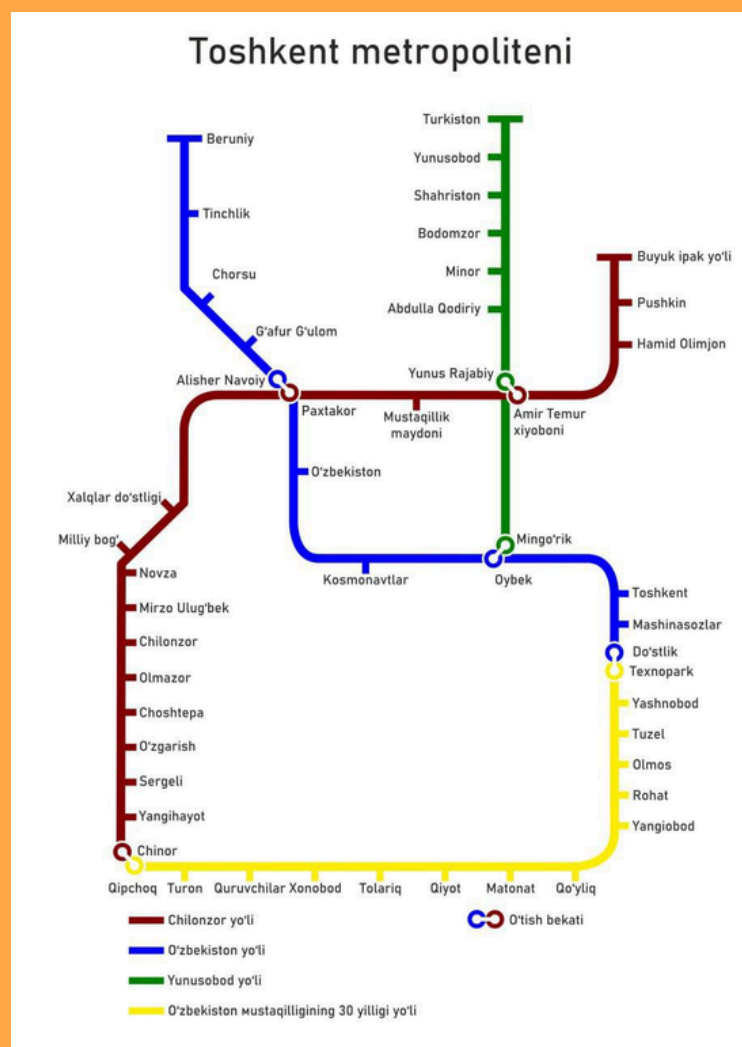 Toshkent metropoliteni
Beruniy
Tinchlik
Chorsu
G'afur G'ulom
Alisher Navoiy
Paxtakor
Turkiston
Yunusobod
Shahriston
Bodomzor
Minor
Abdulla Qodiriy
Yunus Rajabiy
Buyuk ipak yo'li
Pushkin
Hamid Olimjon
Mustaqillik
maydoni
Amir Temur
xiyoboni
O'zbekiston
Xalqlar do'stligi
Milliy bog'
Novza
Mirzo Ulug'bek
Chilonzor
Olmazor
Choshtepa
O'zgarish
Sergeli
Yangihayot
Chinor
Kosmonavtlar
Mingo'rik
Oybek
Toshkent
Mashinasozlar
Do'stlik
Texnopark
Yashnobod
Tuzel
Olmos
Rohat
Yangiobod
Qipchoq Turon Quruvchilar Xonobod Tolariq Qiyot Matonat Qo'yliq
Chilonzor yo'li
O'zbekiston yo'li
Yunusobod yo'li
O'zbekiston мustaqilligining 30 yilligi yo'li
O'tish bekati